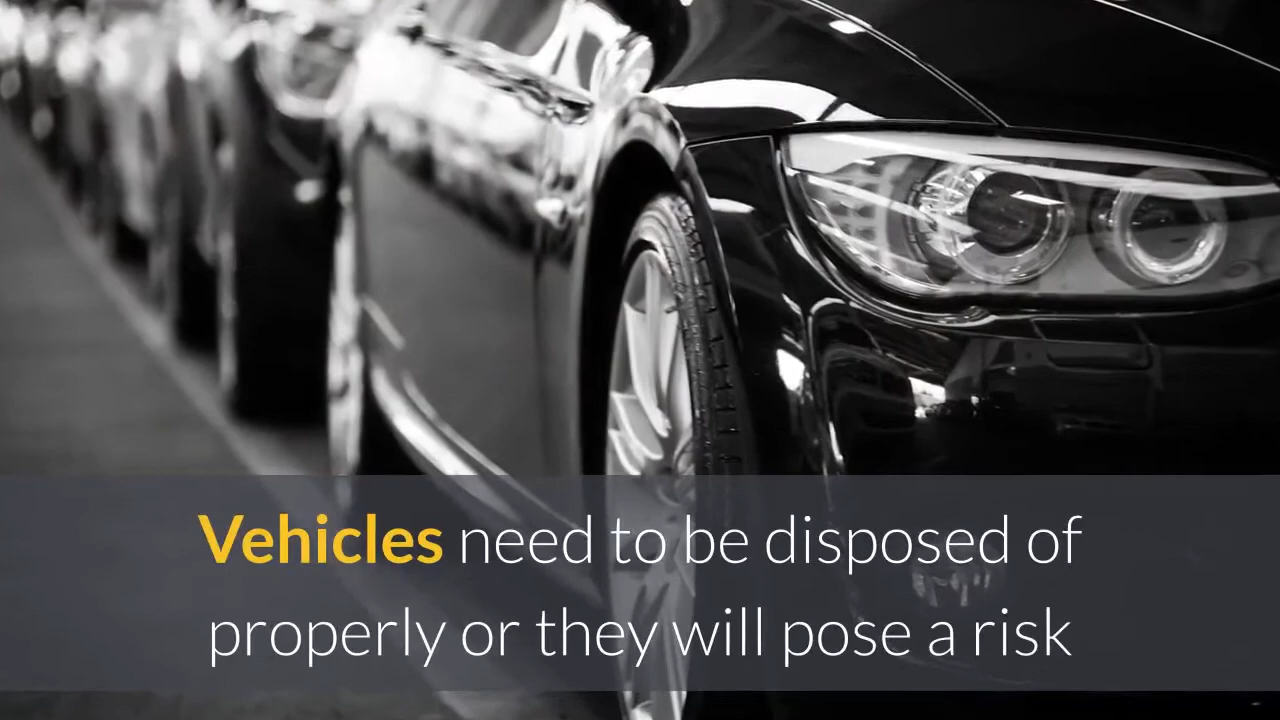 Vehicles need to be disposed of
properly or they will pose a risk